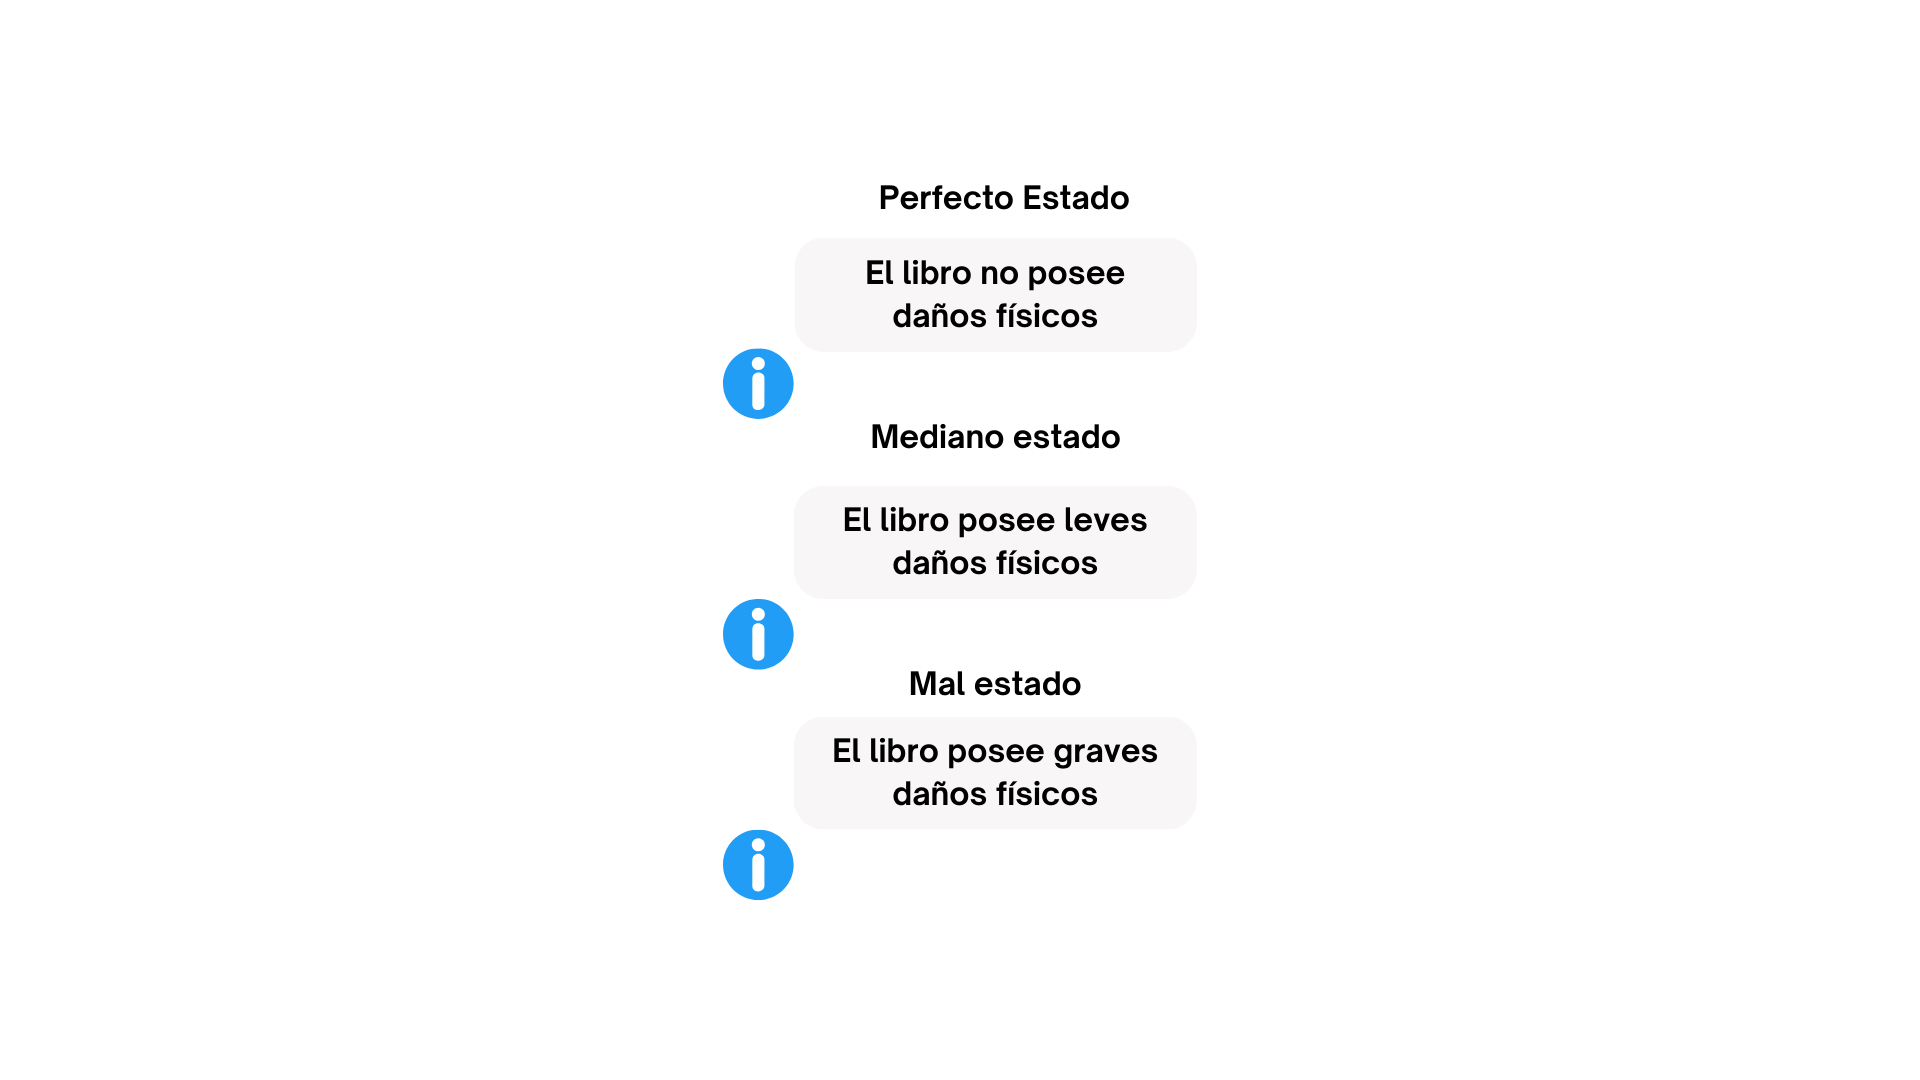 Perfecto Estado
El libro no posee
daños físicos
Mediano estado
El libro posee leves
daños físicos
Mal estado
El libro posee graves
daños físicos